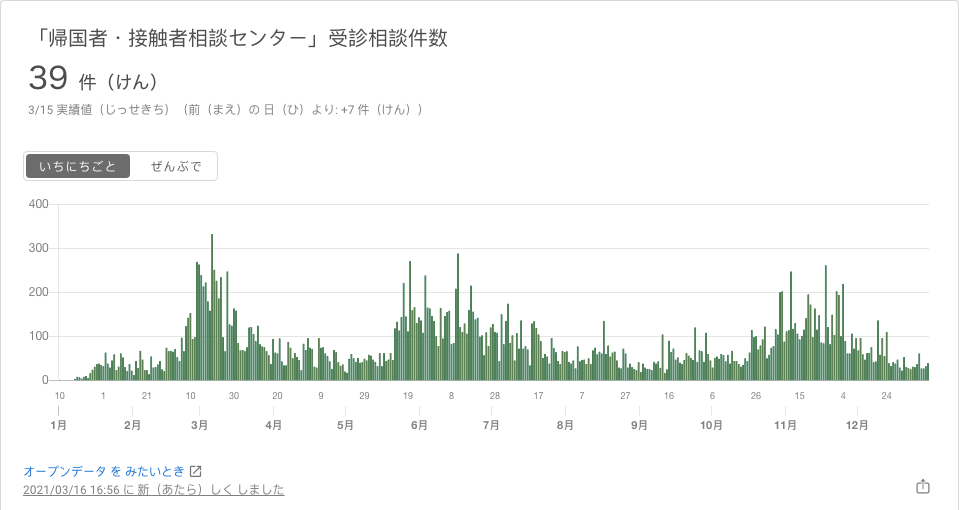 「帰国者・接触者相談センター」受診相談件数
39 件（けん）
3/15 実績値（じっせきち）（前（まえ）の 日（ひ）より: +7 件（けん））
いちにちごと ぜんぶで
400
300
200
100
0
10 1 21 10 30 20 9 29 19 8 28 17 7 27 16 6 26 15 4 24
1月 2月 3月 4月 5月 6月 7月 8月 9月 10月 11月 12月
オープンデータ を みたいとき
2021/03/16 16:56 に 新（あたら）しく しました